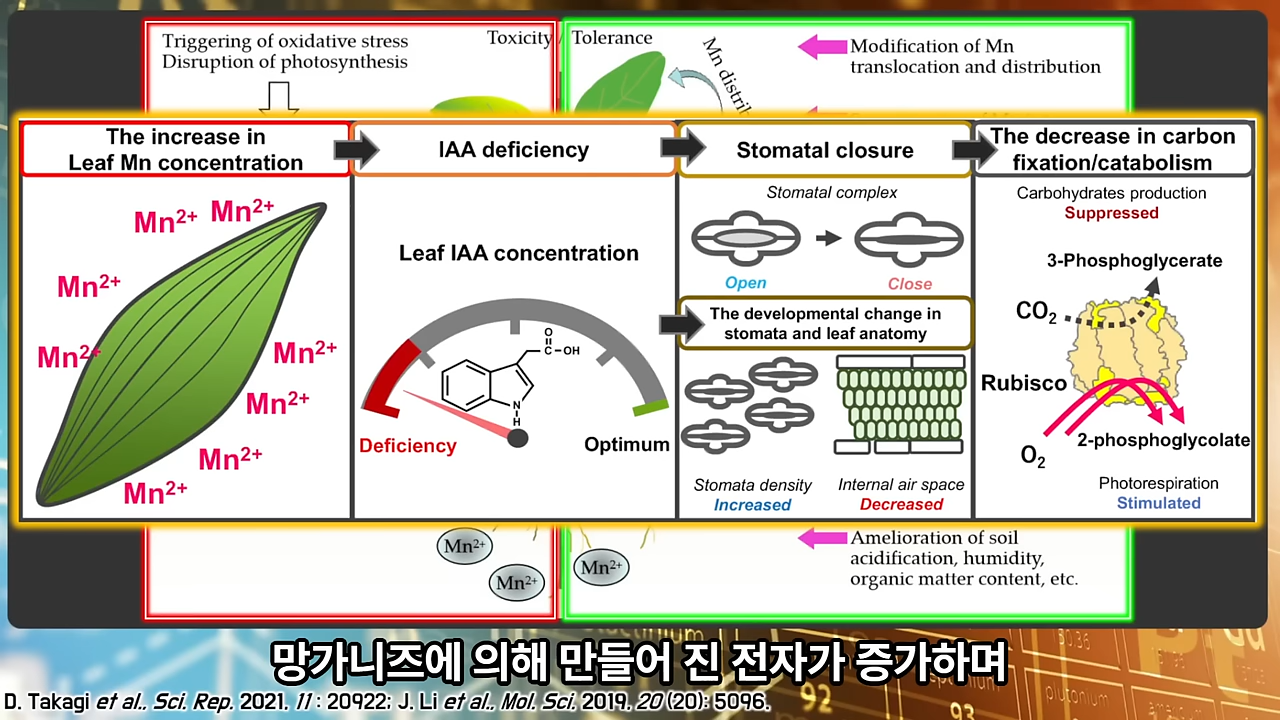 Triggering of oxidative stress
Disruption of photosynthesis
Toxicity / Tolerance
Mn
Modification of Mn
translocation and distribution
The increase in
Leaf Mn concentration
IAA deficiency
Stomatal closure
The decrease in carbon
fixation/catabolism
Mn2+
Mn2+
Mn2+
Mn2+
Mn2+
Mn2+
Mn2+
Mn2+
Leaf IAA concentration
O
C-OH
N
H
Deficiency
Optimum
Stomatal complex
Open
Close
The developmental change in
stomata and leaf anatomy
Stomata density
Increased
Internal air space
Decreased
Carbohydrates production
Suppressed
3-Phosphoglycerate
CO2
Rubisco
2-phosphoglycolate
O2
Photorespiration
Stimulated
Mn2+
Mn2+
Mn2+
Amelioration of soil
acidification, humidity,
organic matter content, etc.
망가니즈에 의해 만들어 진 전자가 증가하며
plutonium
92
93
D. Takagi et al., Sci. Rep. 2021, 11 : 20922; J. Li et al., Mol. Sci. 2019, 20 (20): 5096.